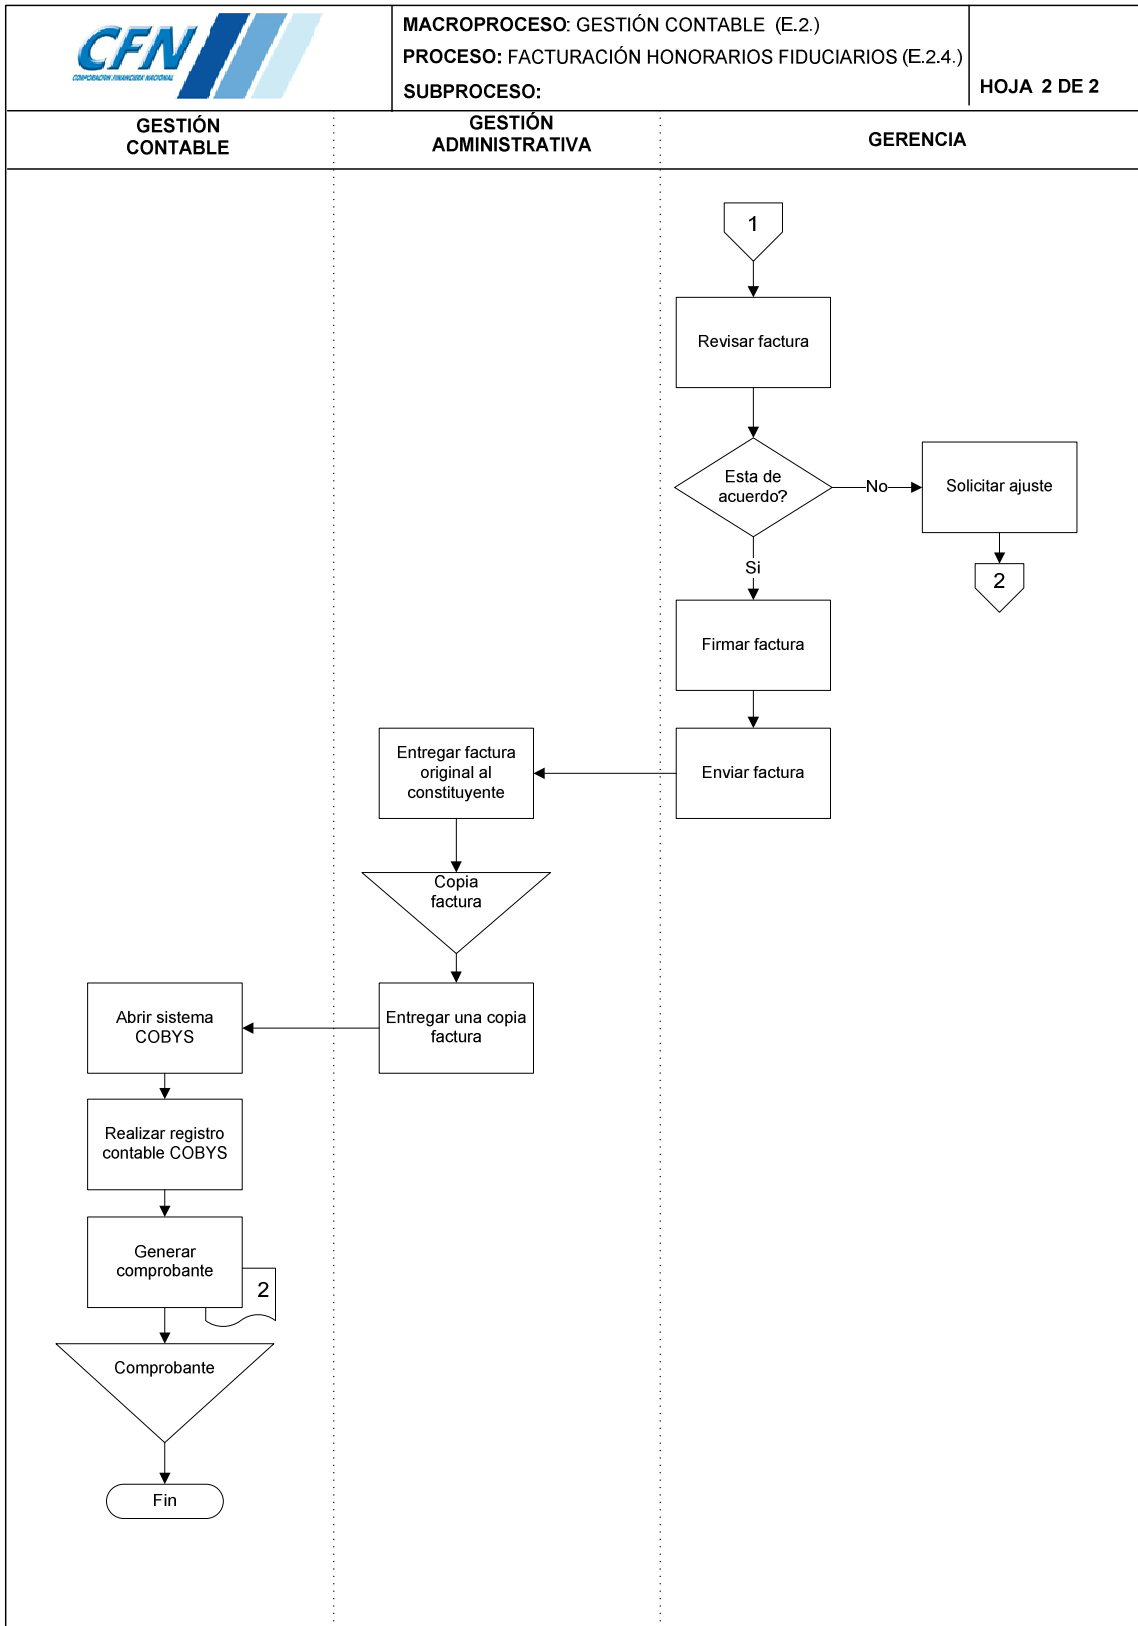 CFN
CORPORACIÓN FINANCIERA NACIONAL
MACROPROCESO: GESTIÓN CONTABLE (E.2.)
PROCESO: FACTURACIÓN HONORARIOS FIDUCIARIOS (E.2.4.)
SUBPROCESO:
HOJA 2 DE 2
GESTIÓN
CONTABLE
GESTIÓN
ADMINISTRATIVA
GERENCIA
1
Revisar factura
Esta de
acuerdo?
No
Solicitar ajuste
2
Si
Firmar factura
Enviar factura
Entregar factura
original al
constituyente
Copia
factura
Entregar una copia
factura
Abrir sistema
COBYS
Realizar registro
contable COBYS
Generar
comprobante
2
Comprobante
Fin